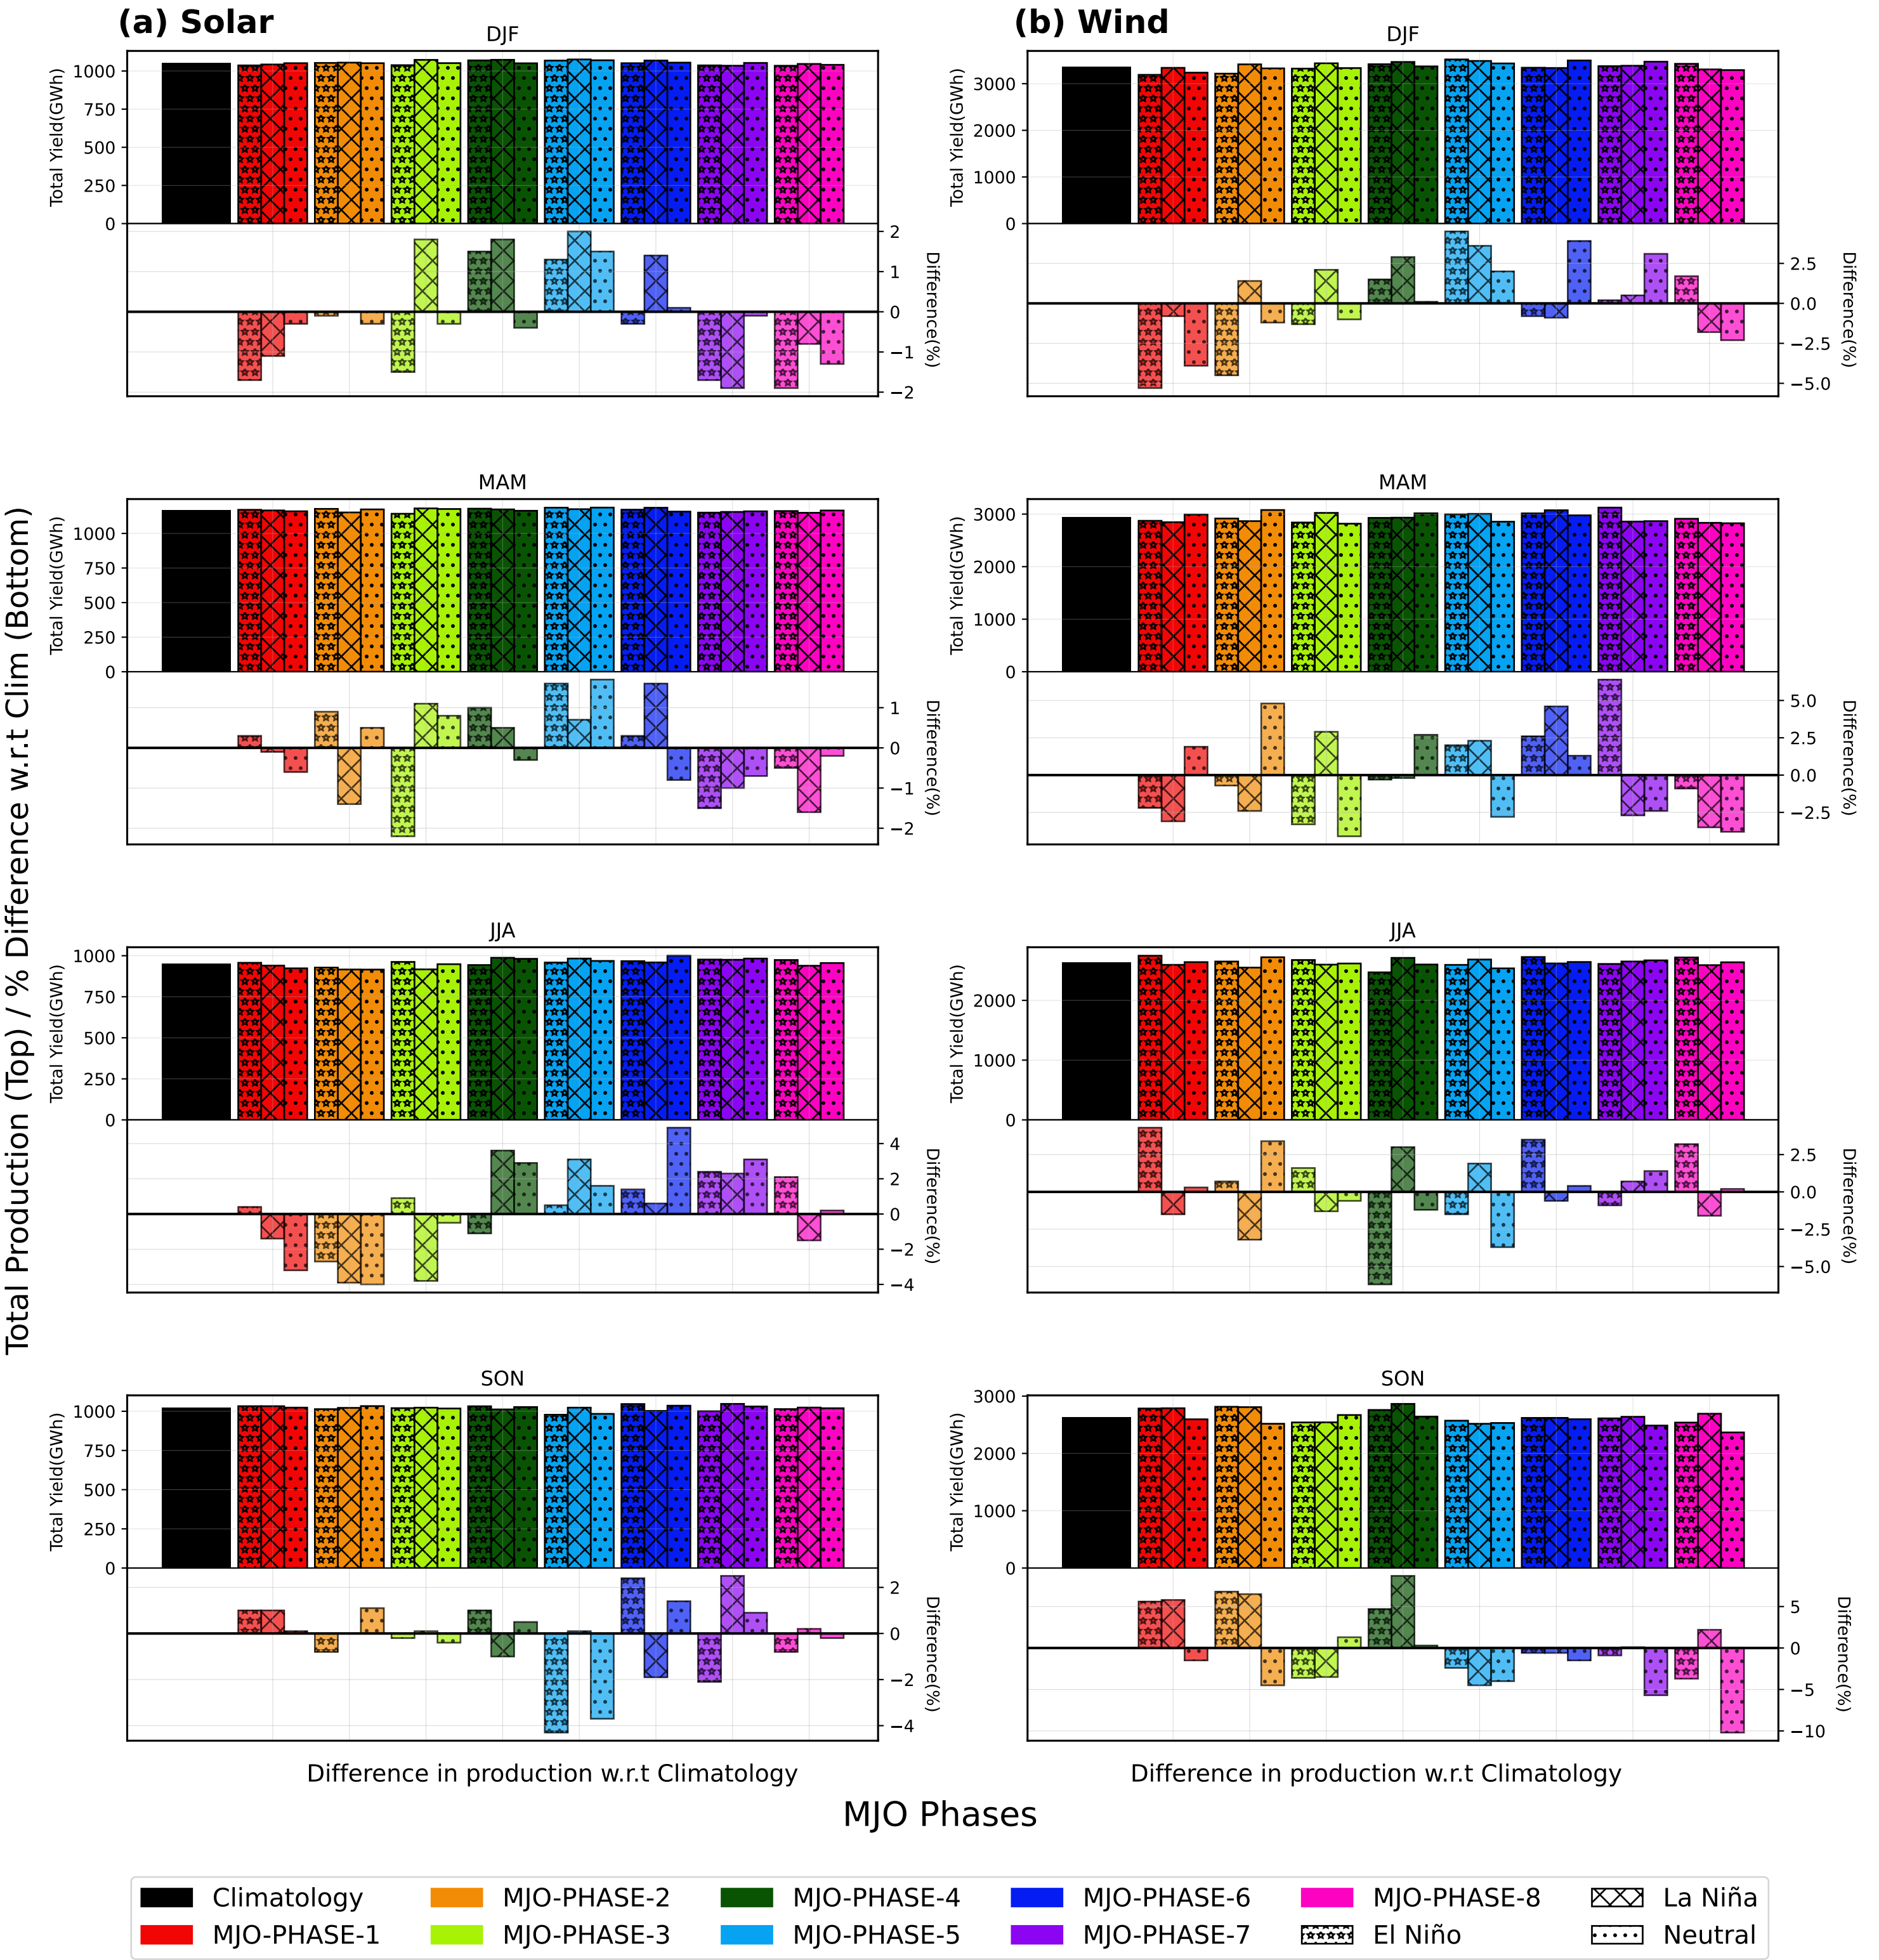 (a) Solar
(b) Wind
Total Production (Top) / % Difference w.r.t Clim (Bottom)
DJF
Total Yield(GWh)
1000
750
500
250
0
Difference(%)
2
1
0
−1
−2
DJF
Total Yield(GWh)
3000
2000
1000
0
Difference(%)
2.5
0.0
−2.5
−5.0
MAM
Total Yield(GWh)
1000
750
500
250
0
Difference(%)
1
0
−1
−2
MAM
Total Yield(GWh)
3000
2000
1000
0
Difference(%)
5.0
2.5
0.0
−2.5
JJA
Total Yield(GWh)
1000
750
500
250
0
Difference(%)
4
2
0
−2
−4
JJA
Total Yield(GWh)
2000
1000
0
Difference(%)
2.5
0.0
−2.5
−5.0
SON
Total Yield(GWh)
1000
750
500
250
0
Difference(%)
2
0
−2
−4
SON
Total Yield(GWh)
3000
2000
1000
0
Difference(%)
5
0
−5
−10
Difference in production w.r.t Climatology
Difference in production w.r.t Climatology
MJO Phases
Climatology
MJO-PHASE-1
MJO-PHASE-2
MJO-PHASE-3
MJO-PHASE-4
MJO-PHASE-5
MJO-PHASE-6
MJO-PHASE-7
MJO-PHASE-8
El Niño
La Niña
Neutral